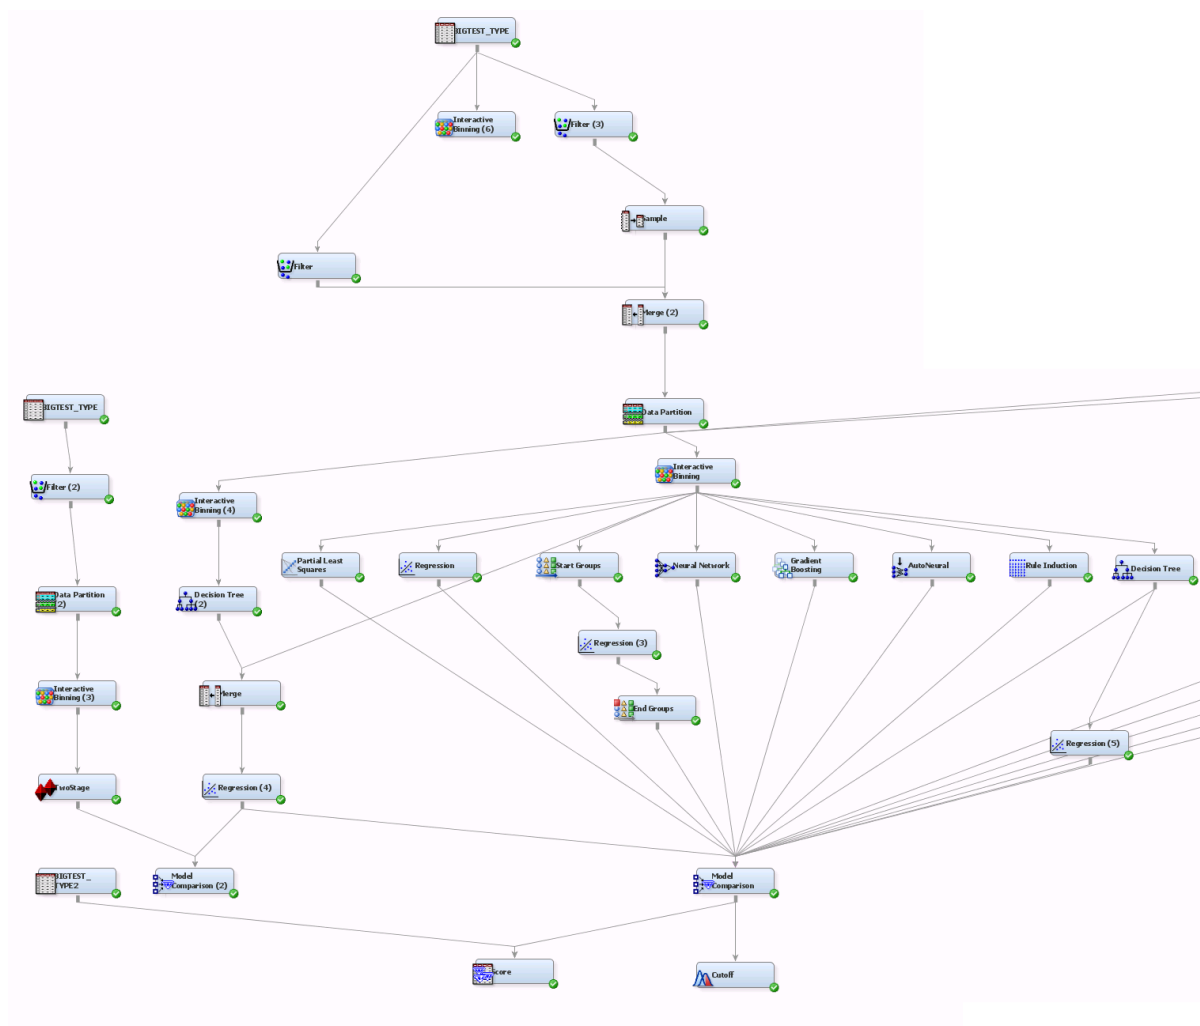 BIGTEST_TYPE
Interactive
Binning (6)
Filter (3)
Sample
Filter
Merge (2)
BIGTEST_TYPE
Data Partition
Interactive
Binning
Filter (2)
Interactive
Binning (4)
Partial Least
Squares
Regression
Start Groups
Neural Network
Gradient
Boosting
AutoNeural
Rule Induction
Decision Tree
Data Partition
(2)
Decision Tree
(2)
Regression (3)
Interactive
Binning (3)
Merge
End Groups
Regression (5)
TwoStage
Regression (4)
BIGTEST_
TYPE2
Model
Comparison (2)
Model
Comparison
Score
Cutoff